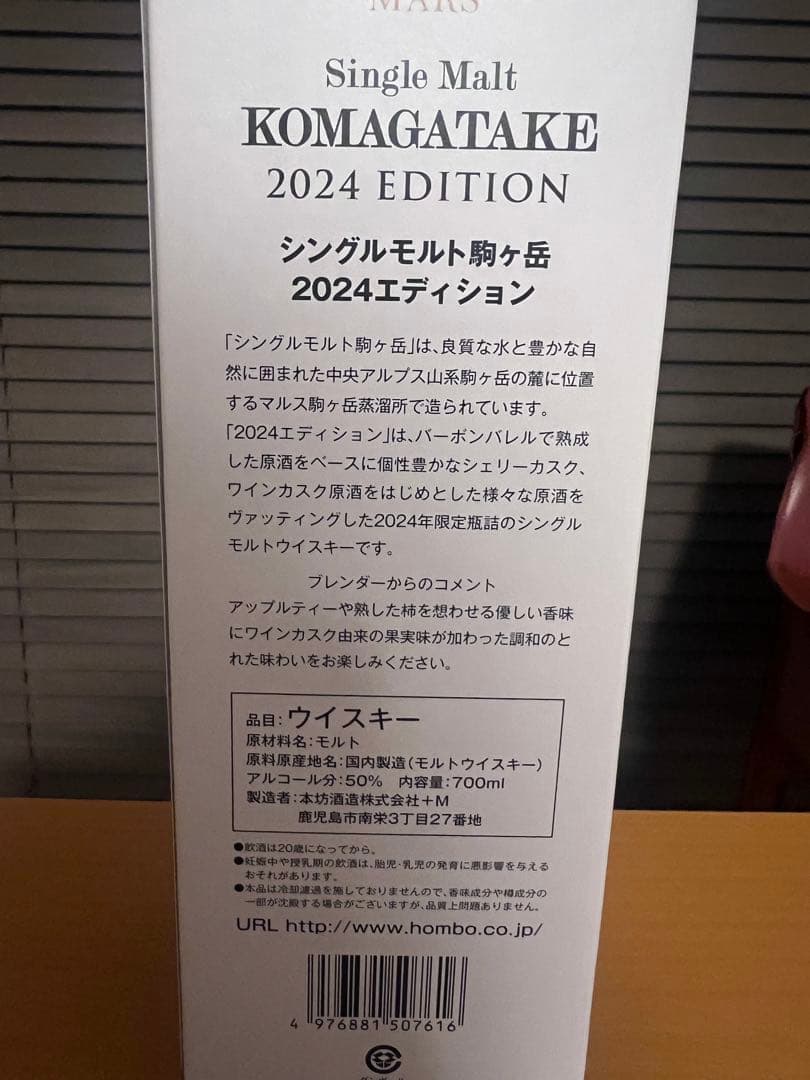 MARS
Single Malt
KOMAGATAKE
2024 EDITION
シングルモルト駒ヶ岳
2024エディション
「シングルモルト駒ヶ岳」は、良質な水と豊かな自
然に囲まれた中央アルプス山系駒ヶ岳の麓に位置
するマルス駒ヶ岳蒸溜所で造られています。
「2024エディション」は、バーボンバレルで熟成
した原酒をベースに個性豊かなシェリーカスク、
ワインカスク原酒をはじめとした様々な原酒を
ヴァッティングした2024年限定瓶詰のシングル
モルトウイスキーです。
ブレンダーからのコメント
アップルティーや熟した柿を想わせる優しい香味
にワインカスク由来の果実味が加わった調和のと
れた味わいをお楽しみください。
品目：ウイスキー
原材料名：モルト
原料原産地名：国内製造（モルトウイスキー）
アルコール分：50％　内容量：700ml
製造者：本坊酒造株式会社＋M
鹿児島市南栄3丁目27番地
●飲酒は20歳になってから。
●妊娠中や授乳期の飲酒は、胎児・乳児の発育に悪影響を与える
おそれがあります。
●本品は冷却濾過を施しておりませんので、香味成分や樽成分の
一部が沈殿する場合がございますが、品質上問題ありません。
URL http://www.hombo.co.jp/
4 976881 507616